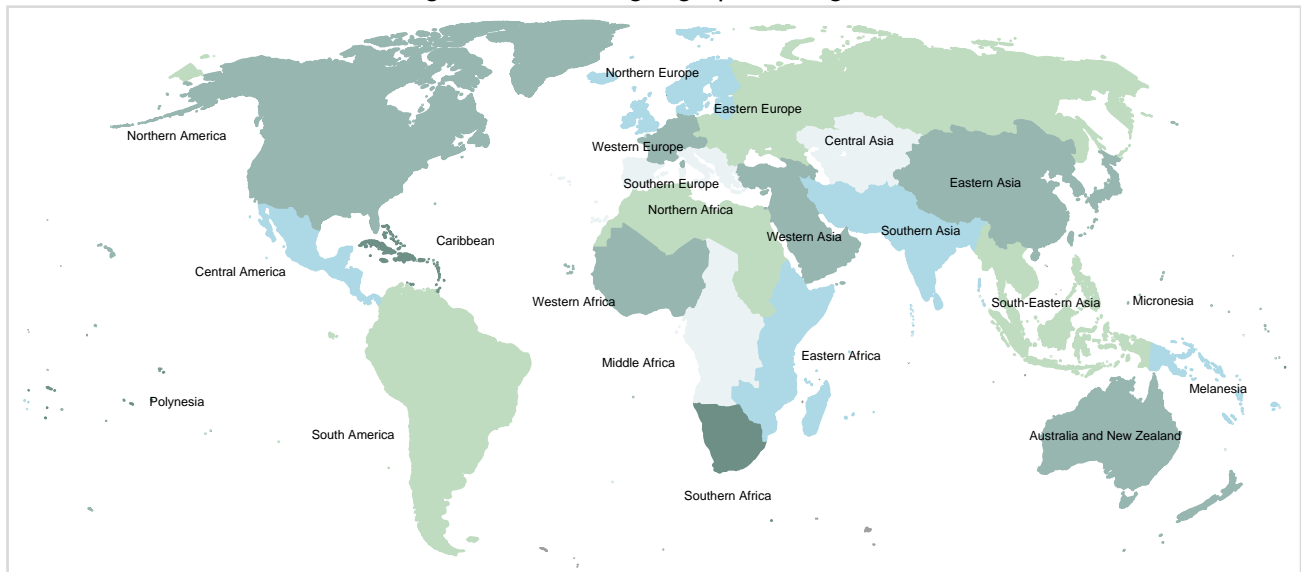 Northern Europe
Eastern Europe
Northern America
Central Asia
Western Europe
Eastern Asia
Southern Europe
Northern Africa
Southern Asia
Western Asia
Caribbean
Central America
Western Africa
South-Eastern Asia
Micronesia
Eastern Africa
Middle Africa
Melanesia
Polynesia
South America
Australia and New Zealand
Southern Africa